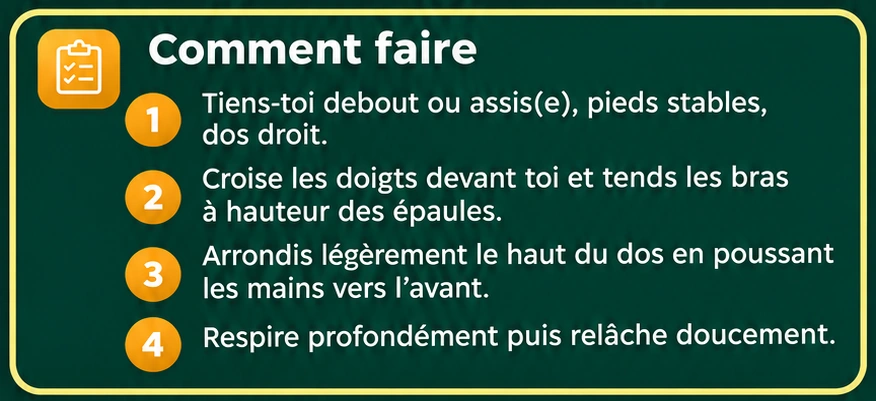 Comment faire
1 Tiens-toi debout ou assis(e), pieds stables,
dos droit.
2 Croise les doigts devant toi et tends les bras
à hauteur des épaules.
3 Arrondis légèrement le haut du dos en poussant
les mains vers l’avant.
4 Respire profondément puis relâche doucement.